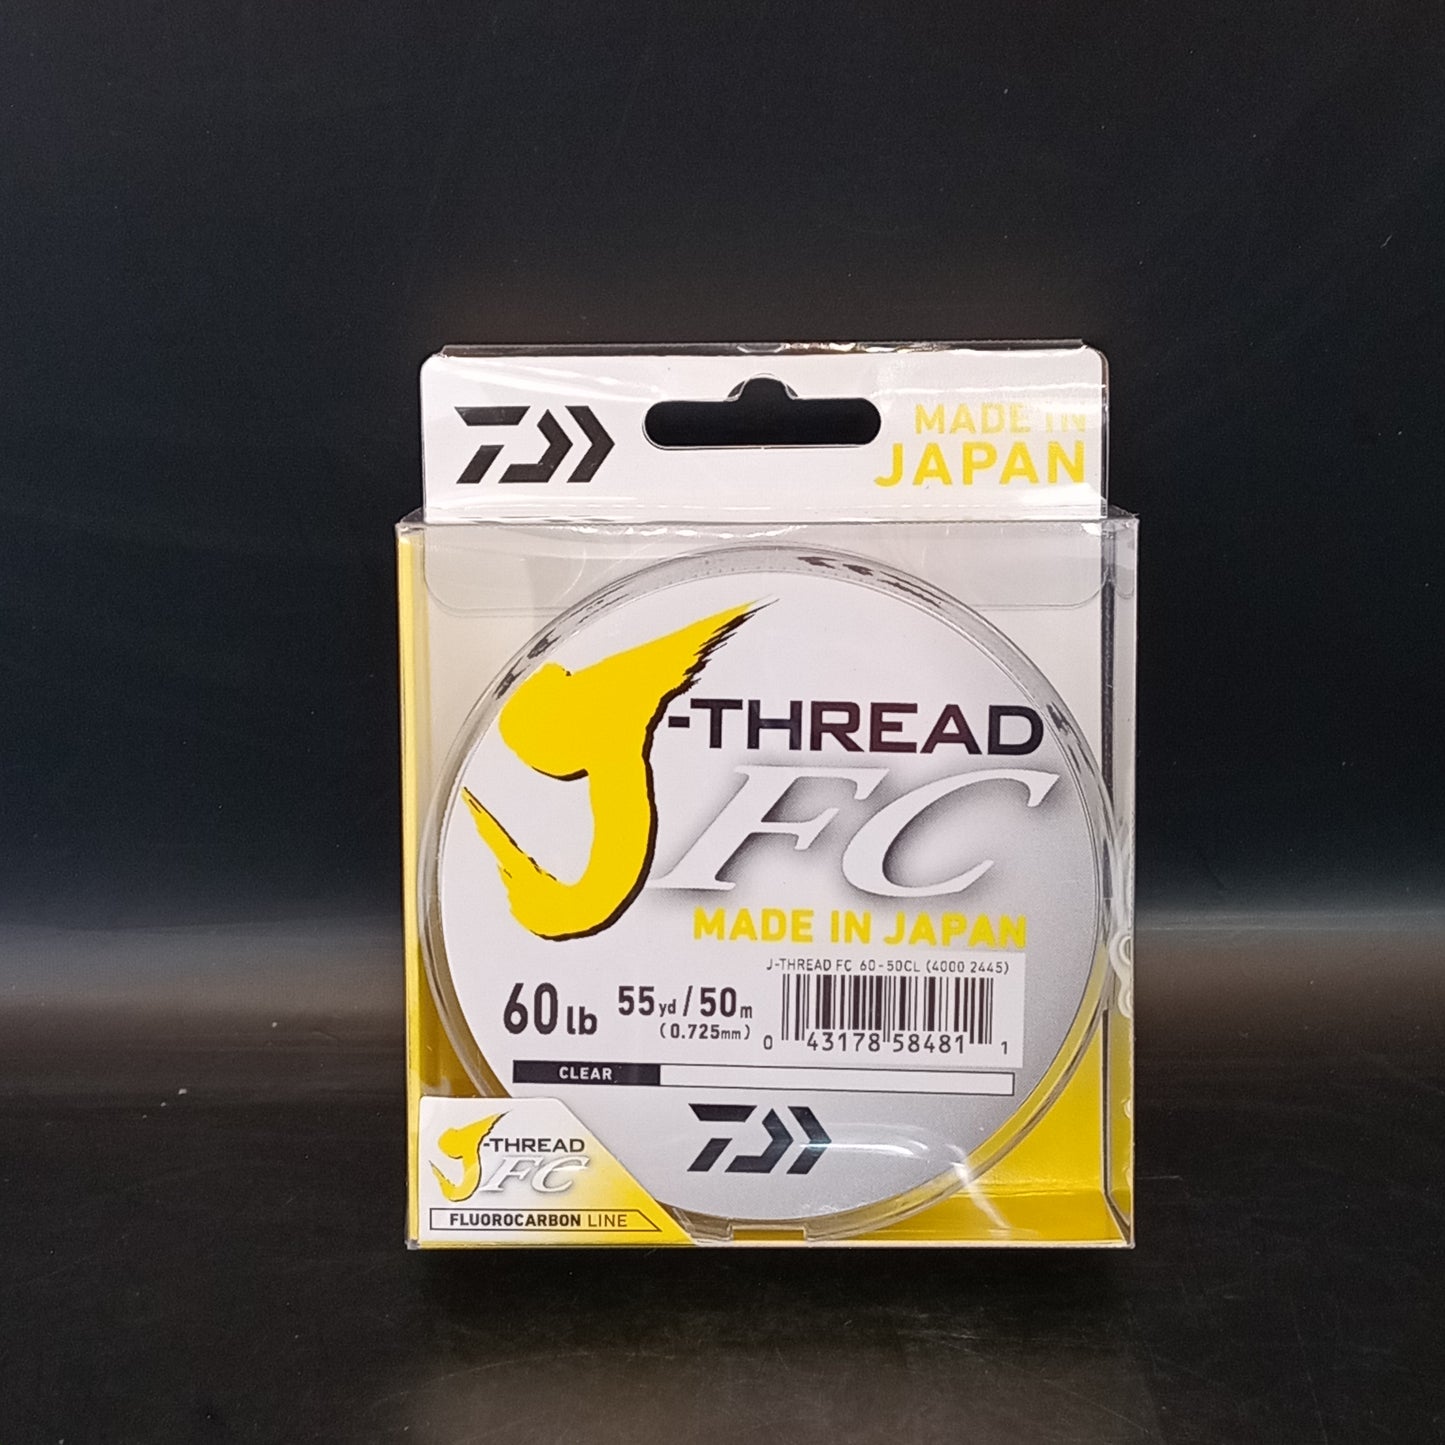 MADE IN
JAPAN
J-THREAD
FC
MADE IN JAPAN
J-THREAD FC 60-50CL (4000 2445)
60 lb
55yd / 50m
(0.725mm)
0 43178 58481 1
CLEAR
J-THREAD
FC
FLUOROCARBON LINE